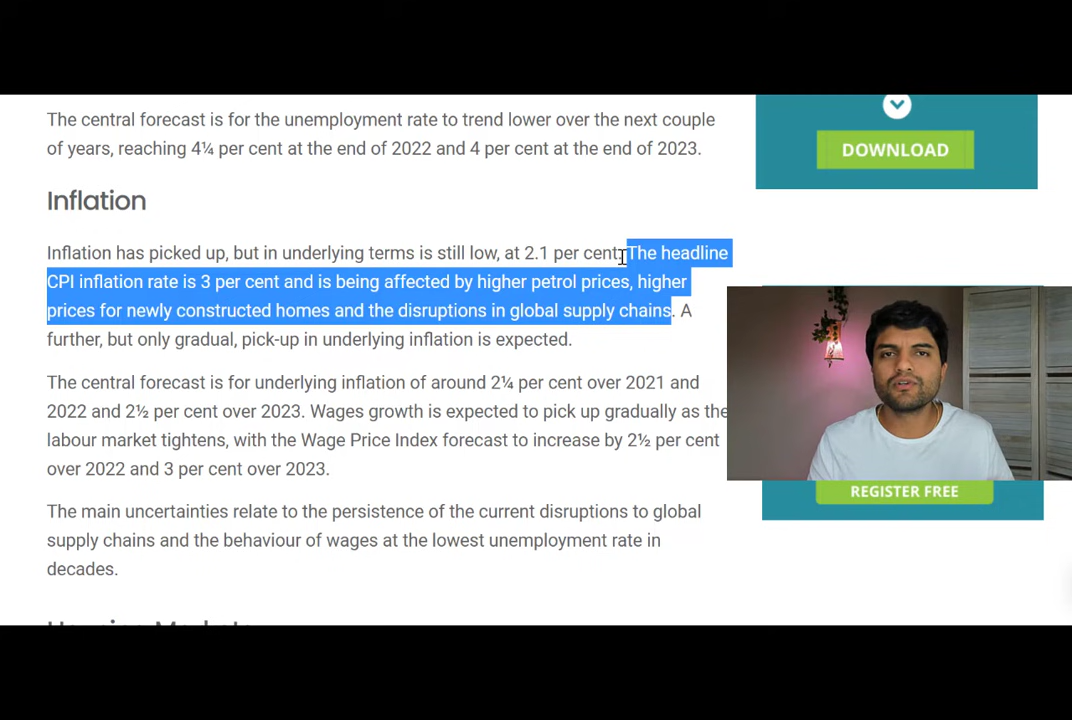 The central forecast is for the unemployment rate to trend lower over the next couple
of years, reaching 4¼ per cent at the end of 2022 and 4 per cent at the end of 2023.
DOWNLOAD
Inflation
Inflation has picked up, but in underlying terms is still low, at 2.1 per cent. The headline
CPI inflation rate is 3 per cent and is being affected by higher petrol prices, higher
prices for newly constructed homes and the disruptions in global supply chains. A
further, but only gradual, pick-up in underlying inflation is expected.
The central forecast is for underlying inflation of around 2¼ per cent over 2021 and
2022 and 2½ per cent over 2023. Wages growth is expected to pick up gradually as the
labour market tightens, with the Wage Price Index forecast to increase by 2½ per cent
over 2022 and 3 per cent over 2023.
REGISTER FREE
The main uncertainties relate to the persistence of the current disruptions to global
supply chains and the behaviour of wages at the lowest unemployment rate in
decades.